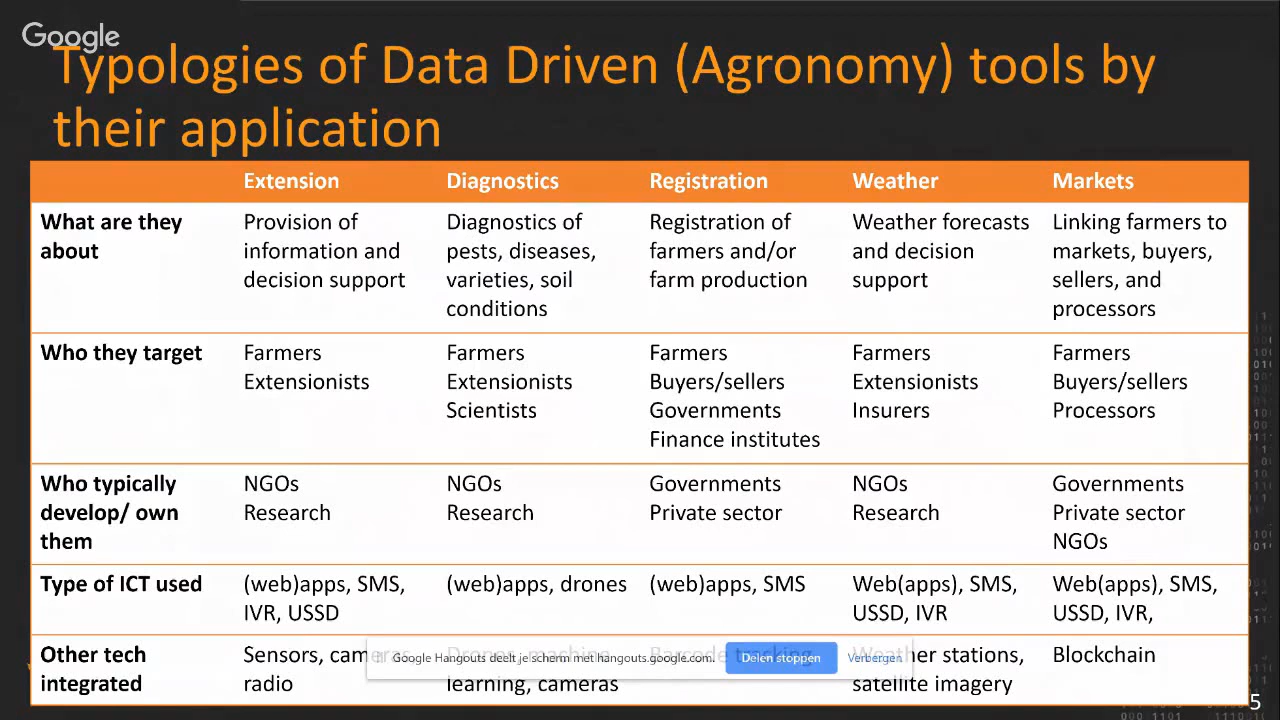 Google
Typologies of Data Driven (Agronomy) tools by
their application
Extension Diagnostics Registration Weather Markets
What are they about
Provision of
information and
decision support
Diagnostics of
pests, diseases,
varieties, soil
conditions
Registration of
farmers and/or
farm production
Weather forecasts
and decision
support
Linking farmers to
markets, buyers,
sellers, and
processors
Who they target
Farmers
Extensionists
Farmers
Extensionists
Scientists
Farmers
Buyers/sellers
Governments
Finance institutes
Farmers
Extensionists
Insurers
Farmers
Buyers/sellers
Processors
Who typically
develop/ own
them
NGOs
Research
NGOs
Research
Governments
Private sector
NGOs
Research
Governments
Private sector
NGOs
Type of ICT used
(web)apps, SMS,
IVR, USSD
(web)apps, drones
(web)apps, SMS
Web(apps), SMS,
USSD, IVR
Web(apps), SMS,
USSD, IVR,
Other tech
integrated
Sensors, cameras
radio
Drones, machine
learning, cameras
Barcode tracking
Weather stations,
satellite imagery
Blockchain
Google Hangouts deelt je scherm met hangouts.google.com. Delen stoppen Verbergen
5